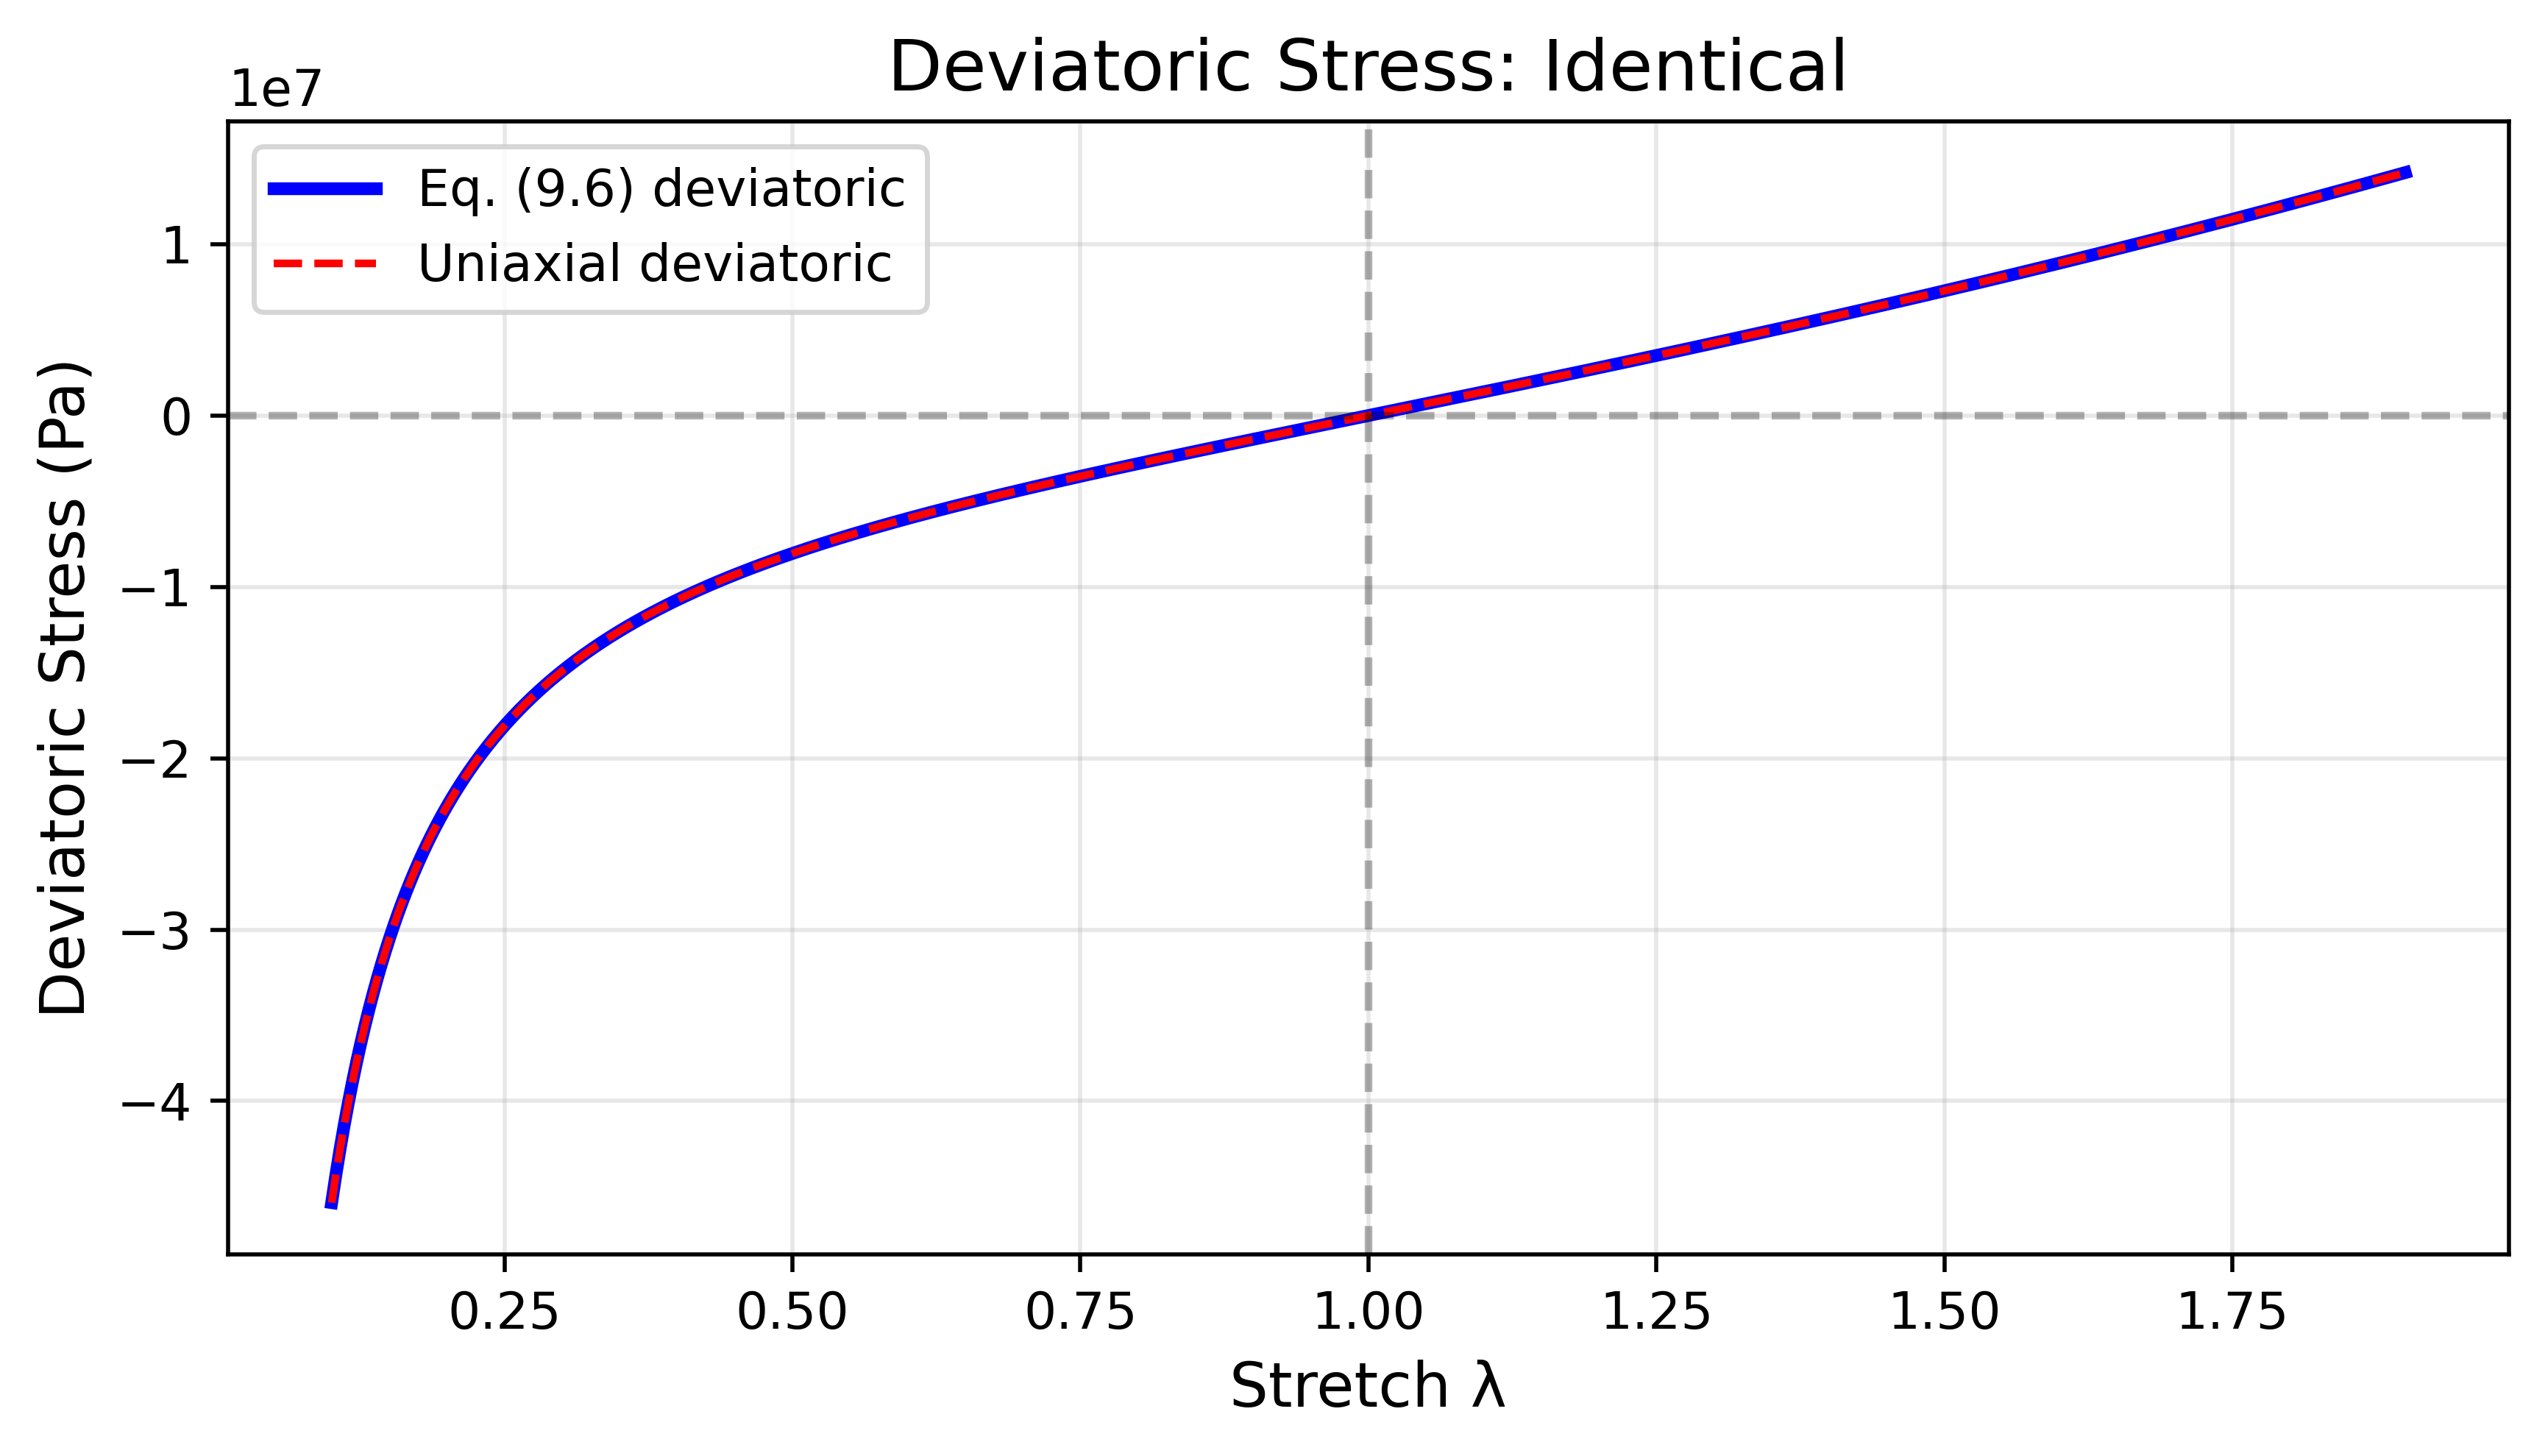 Deviatoric Stress: Identical
1e7
Eq. (9.6) deviatoric
Uniaxial deviatoric
Deviatoric Stress (Pa)
1
0
−1
−2
−3
−4
0.25 0.50 0.75 1.00 1.25 1.50 1.75
Stretch λ